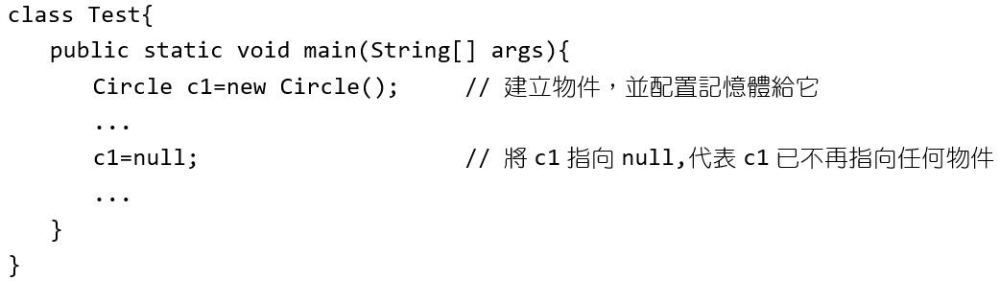 class Test{
public static void main(String[] args){
Circle c1=new Circle(); // 建立物件，並配置記憶體給它
...
c1=null; // 將 c1 指向 null,代表 c1 已不再指向任何物件
...
}
}